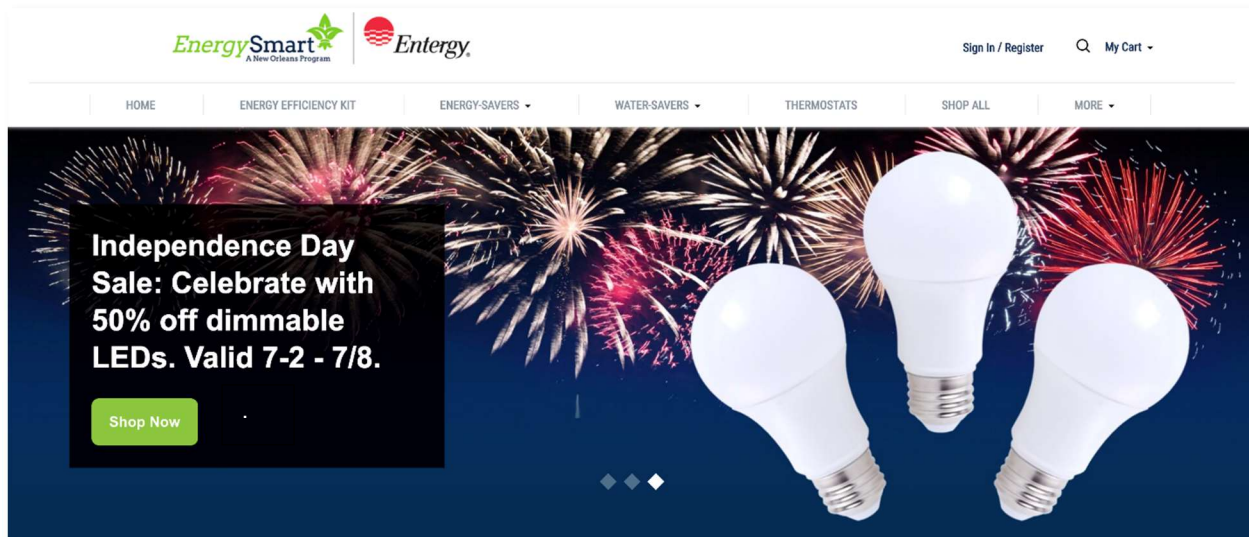 EnergySmart
A New Orleans Program
Entergy®
Sign In / Register
My Cart
HOME
ENERGY EFFICIENCY KIT
ENERGY-SAVERS
WATER-SAVERS
THERMOSTATS
SHOP ALL
MORE
Independence Day
Sale: Celebrate with
50% off dimmable
LEDs. Valid 7-2 - 7/8.
Shop Now